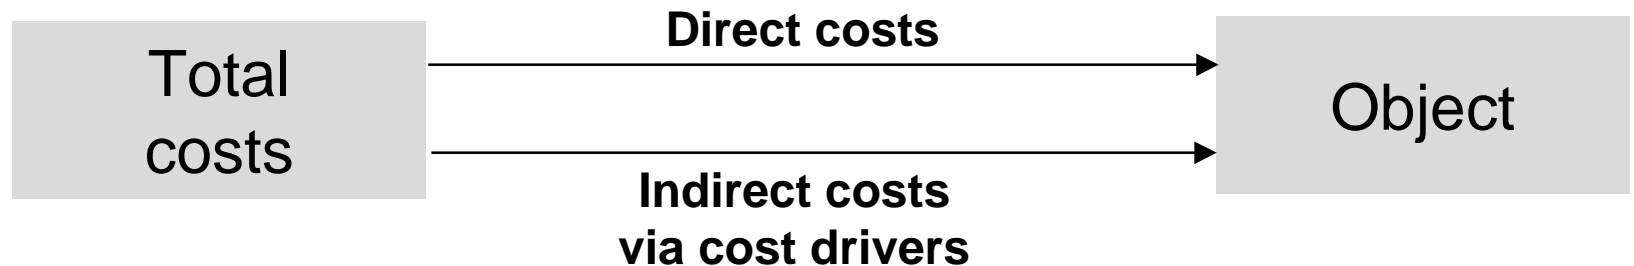 Total
costs
Direct costs
Indirect costs
via cost drivers
Object